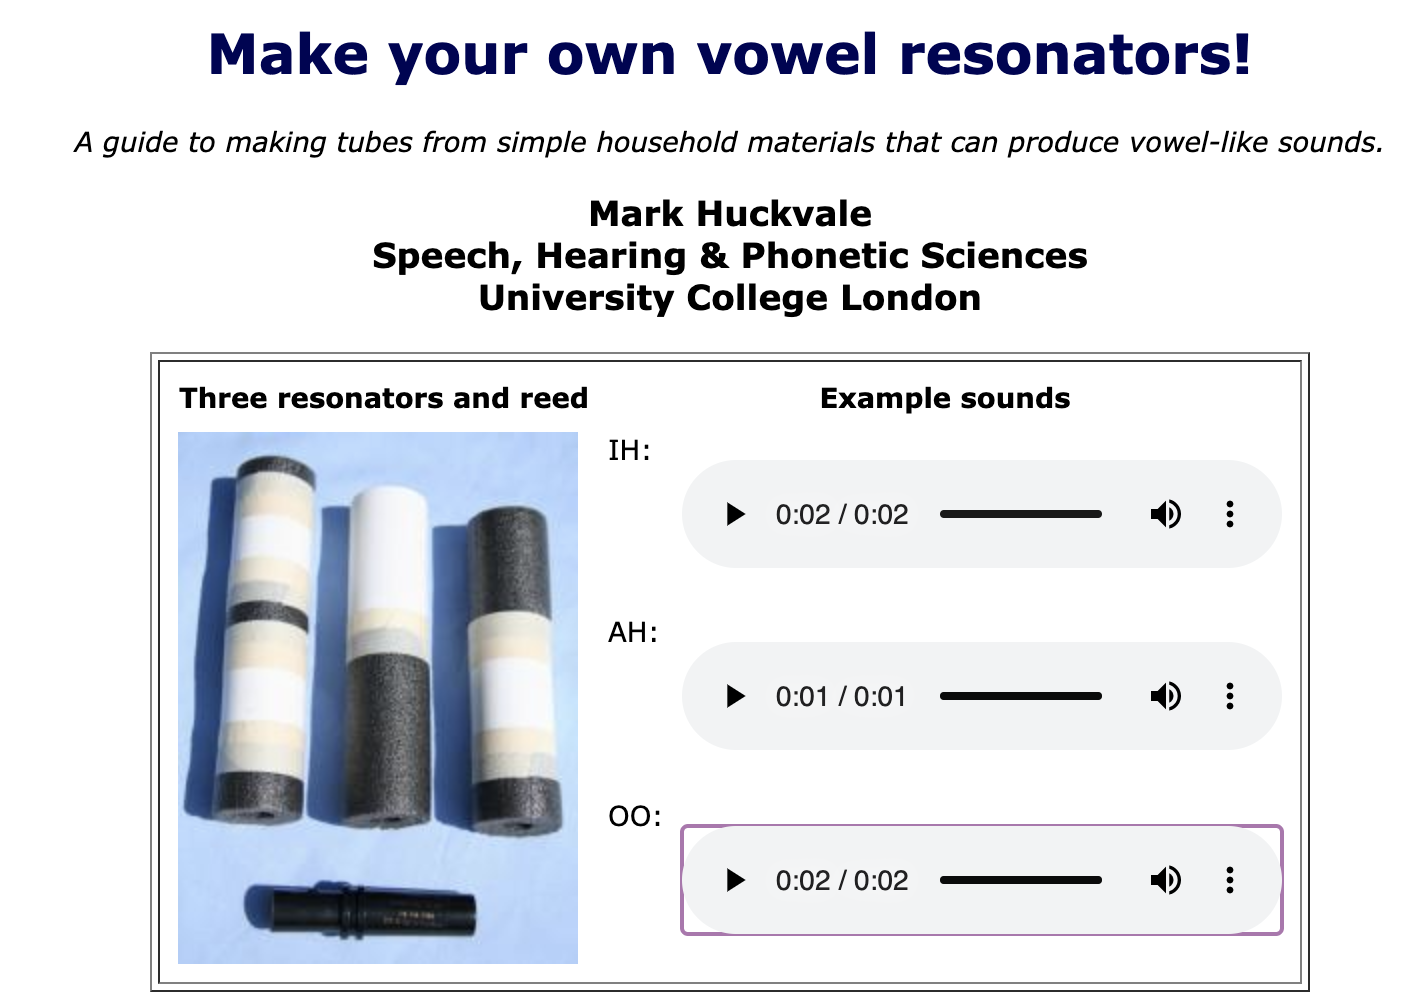 Make your own vowel resonators!
A guide to making tubes from simple household materials that can produce vowel-like sounds.
Mark Huckvale
Speech, Hearing & Phonetic Sciences
University College London
Three resonators and reed
Example sounds
IH:
0:02 / 0:02
AH:
0:01 / 0:01
OO:
0:02 / 0:02